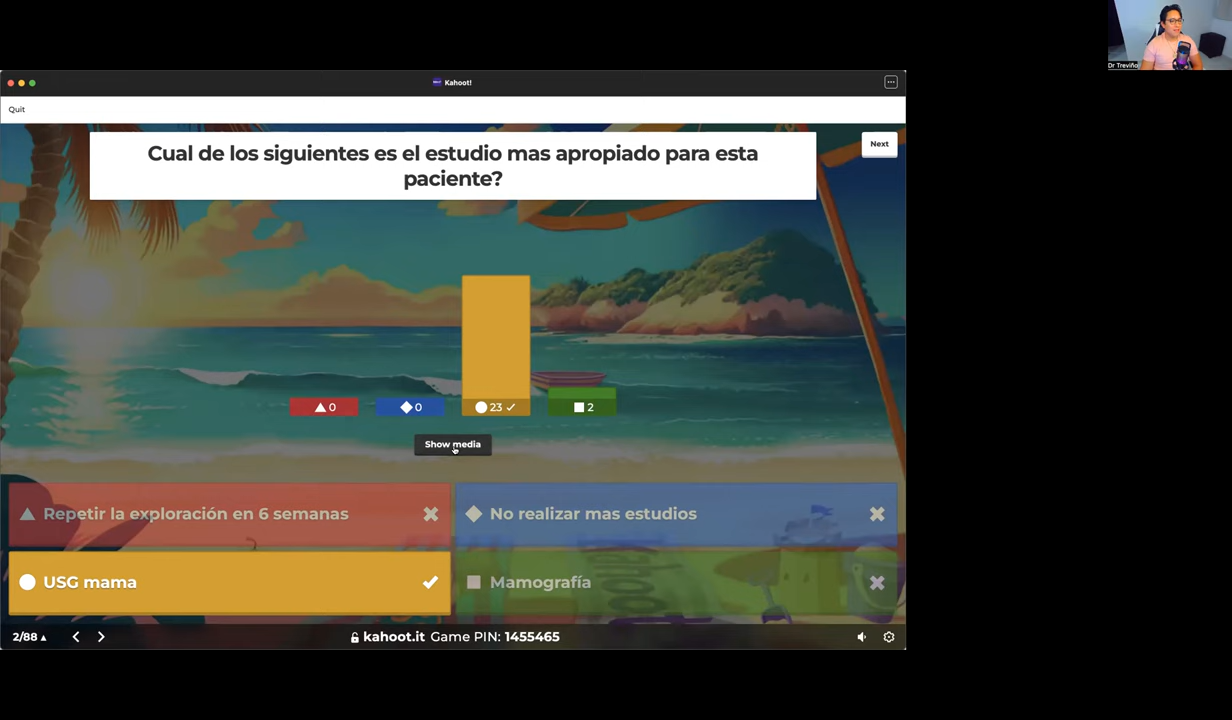 Dr Treviño
Kahoot!
Quit
Cual de los siguientes es el estudio mas apropiado para esta
paciente?
Next
0
0
23
2
Show media
Repetir la exploración en 6 semanas
No realizar mas estudios
USG mama
Mamografía
2/88
kahoot.it Game PIN: 1455465